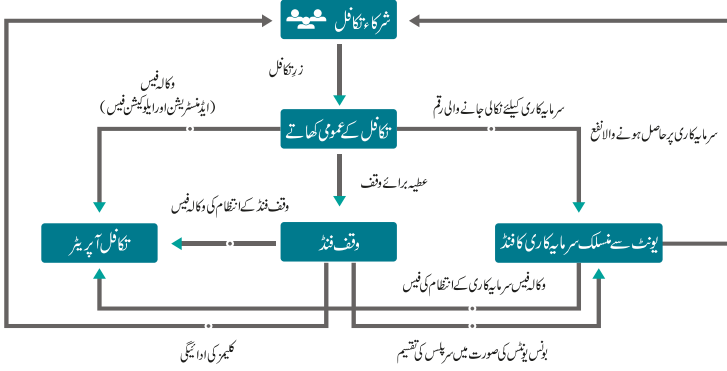 شرکاء تکافل
زرِ تکافل
وکالہ فیس
(ایڈمنسٹریشن اور ایلوکیشن فیس)
تکافل کے عمومی کھاتے
سرمایہ کاری کیلئے نکالی جانے والی رقم
سرمایہ کاری پر حاصل ہونے والا نفع
عطیہ برائے وقف
وقف فنڈ کے انتظام کی وکالہ فیس
یونٹ سے منسلک سرمایہ کاری کا فنڈ
وقف فنڈ
تکافل آپریٹر
وکالہ فیس سرمایہ کاری کے انتظام کی فیس
بونس یونٹس کی صورت میں سرپلس کی تقسیم
کلیمز کی ادائیگی